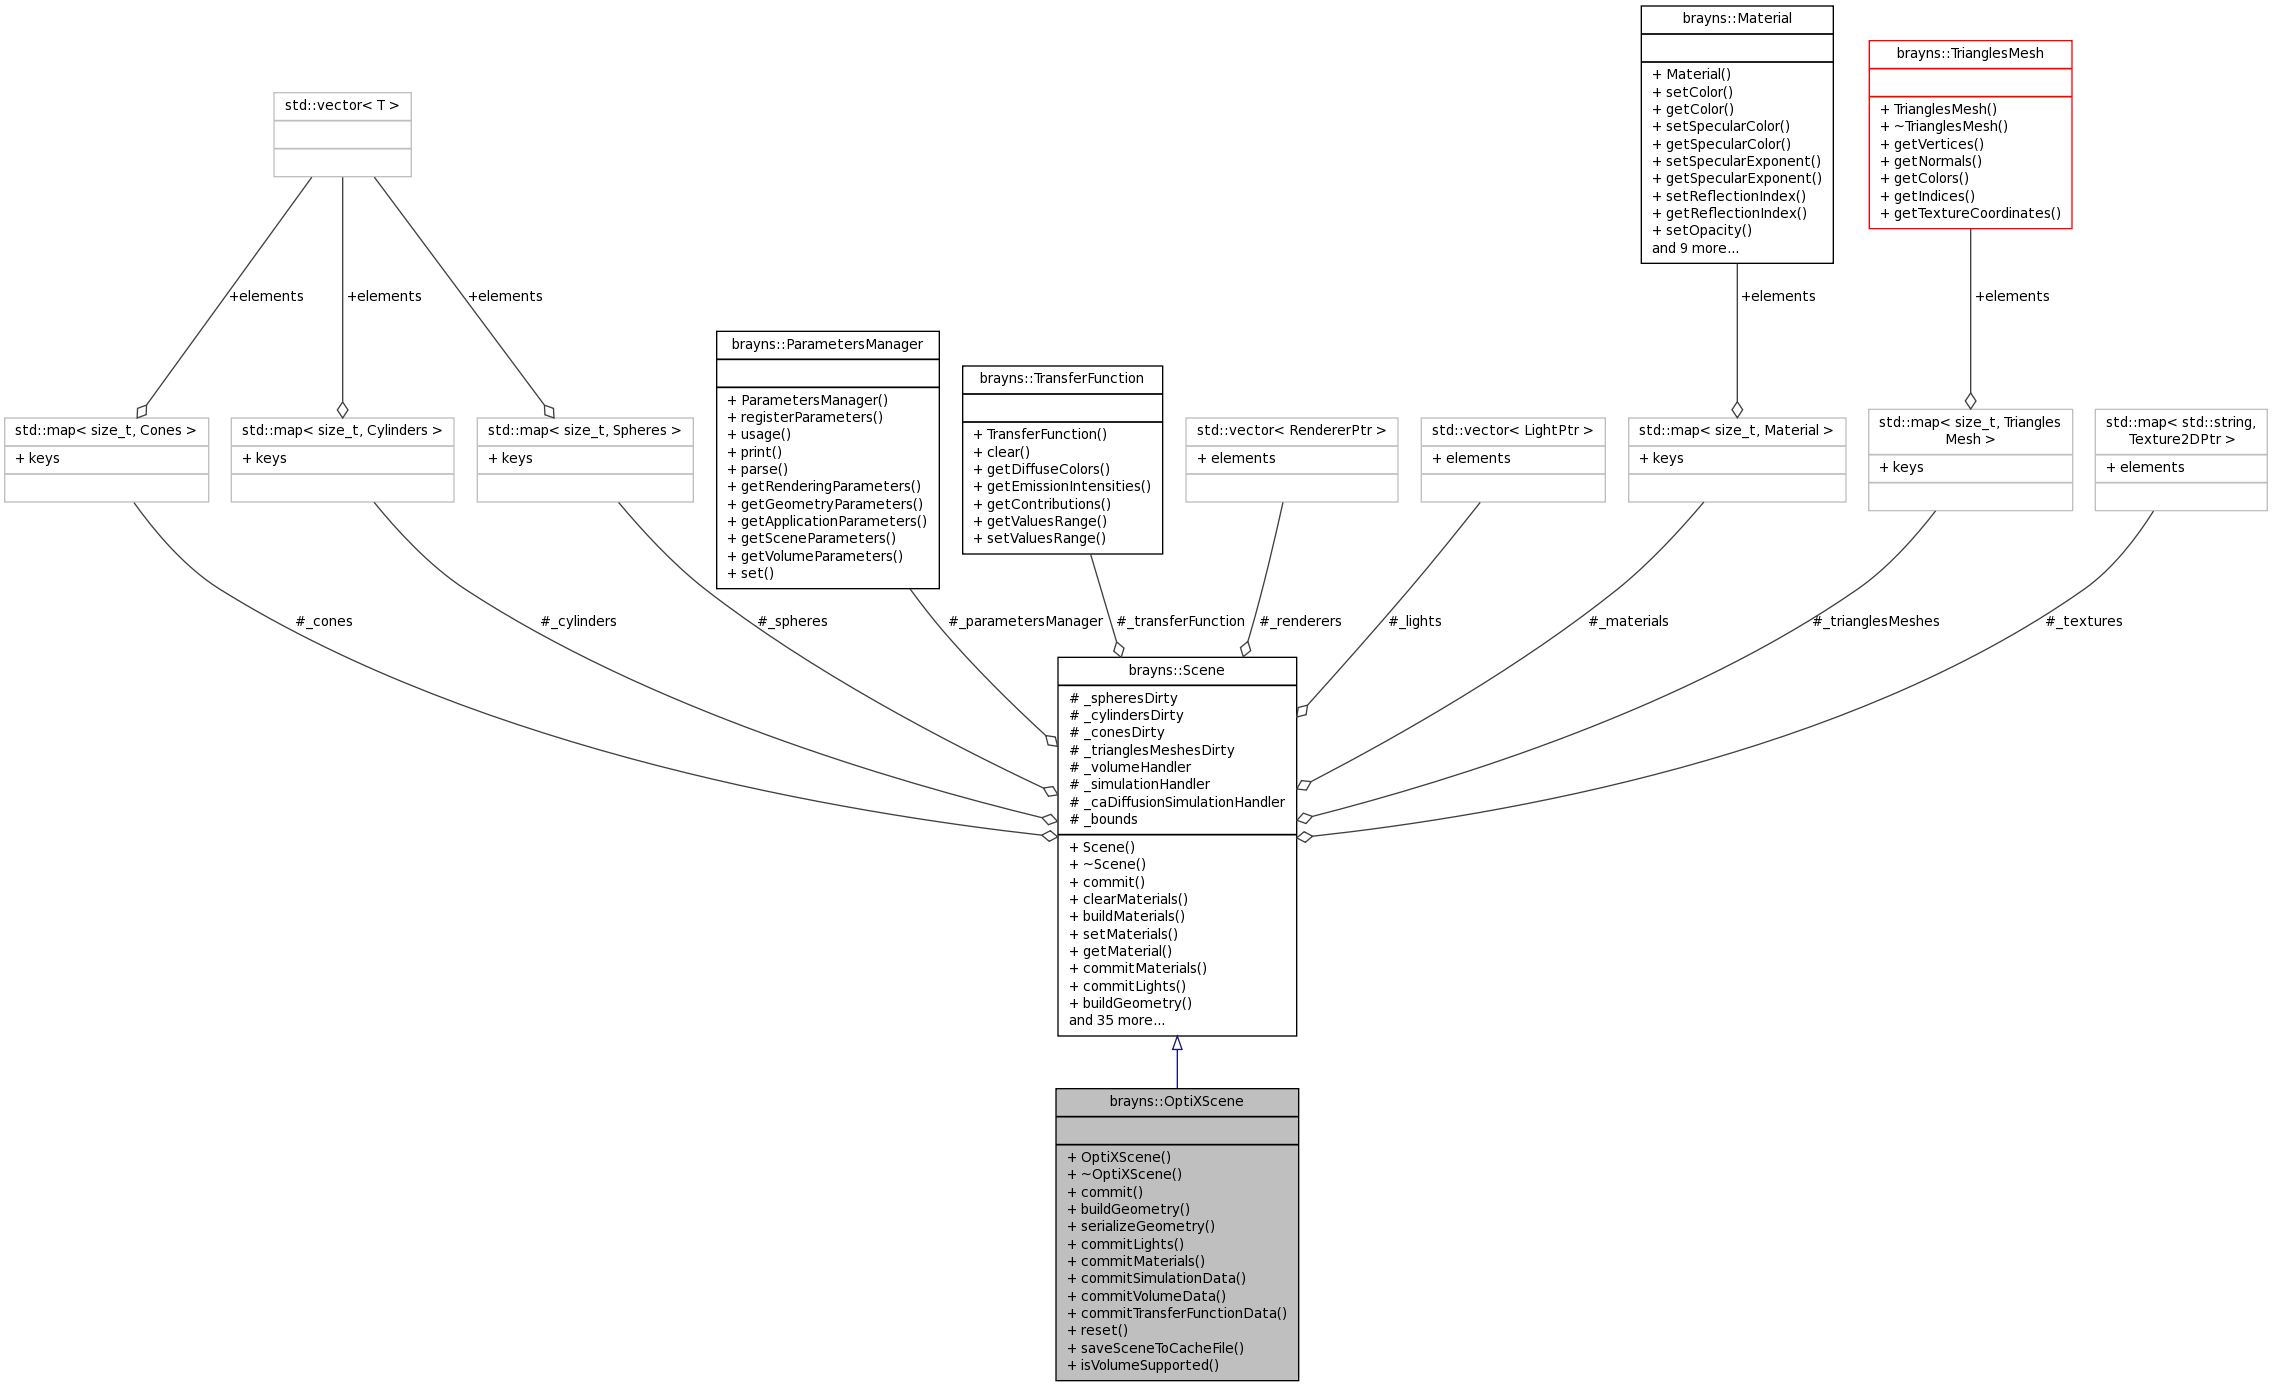 brayns::Material
+ Material()
+ setColor()
+ getColor()
+ setSpecularColor()
+ getSpecularColor()
+ setSpecularExponent()
+ getSpecularExponent()
+ setReflectionIndex()
+ getReflectionIndex()
+ setOpacity()
and 9 more...
brayns::TrianglesMesh
+ TrianglesMesh()
+ ~TrianglesMesh()
+ getVertices()
+ getNormals()
+ getColors()
+ getIndices()
+ getTextureCoordinates()
std::vector< T >
+elements
+elements
+elements
+elements
+elements
std::map< size_t, Cones >
+ keys
std::map< size_t, Cylinders >
+ keys
std::map< size_t, Spheres >
+ keys
brayns::ParametersManager
+ ParametersManager()
+ registerParameters()
+ usage()
+ print()
+ parse()
+ getRenderingParameters()
+ getGeometryParameters()
+ getApplicationParameters()
+ getSceneParameters()
+ getVolumeParameters()
+ set()
brayns::TransferFunction
+ TransferFunction()
+ clear()
+ getDiffuseColors()
+ getEmissionIntensities()
+ getContributions()
+ getValuesRange()
+ setValuesRange()
std::vector< RendererPtr >
+ elements
std::vector< LightPtr >
+ elements
std::map< size_t, Material >
+ keys
std::map< size_t, Triangles
Mesh >
+ keys
std::map< std::string,
Texture2DPtr >
+ elements
#_cones
#_cylinders
#_spheres
#_parametersManager
#_transferFunction
#_renderers
#_lights
#_materials
#_trianglesMeshes
#_textures
brayns::Scene
# _spheresDirty
# _cylindersDirty
# _conesDirty
# _trianglesMeshesDirty
# _volumeHandler
# _simulationHandler
# _caDiffusionSimulationHandler
# _bounds
+ Scene()
+ ~Scene()
+ commit()
+ clearMaterials()
+ buildMaterials()
+ setMaterials()
+ getMaterial()
+ commitMaterials()
+ commitLights()
+ buildGeometry()
and 35 more...
brayns::OptiXScene
+ OptiXScene()
+ ~OptiXScene()
+ commit()
+ buildGeometry()
+ serializeGeometry()
+ commitLights()
+ commitMaterials()
+ commitSimulationData()
+ commitVolumeData()
+ commitTransferFunctionData()
+ reset()
+ saveSceneToCacheFile()
+ isVolumeSupported()